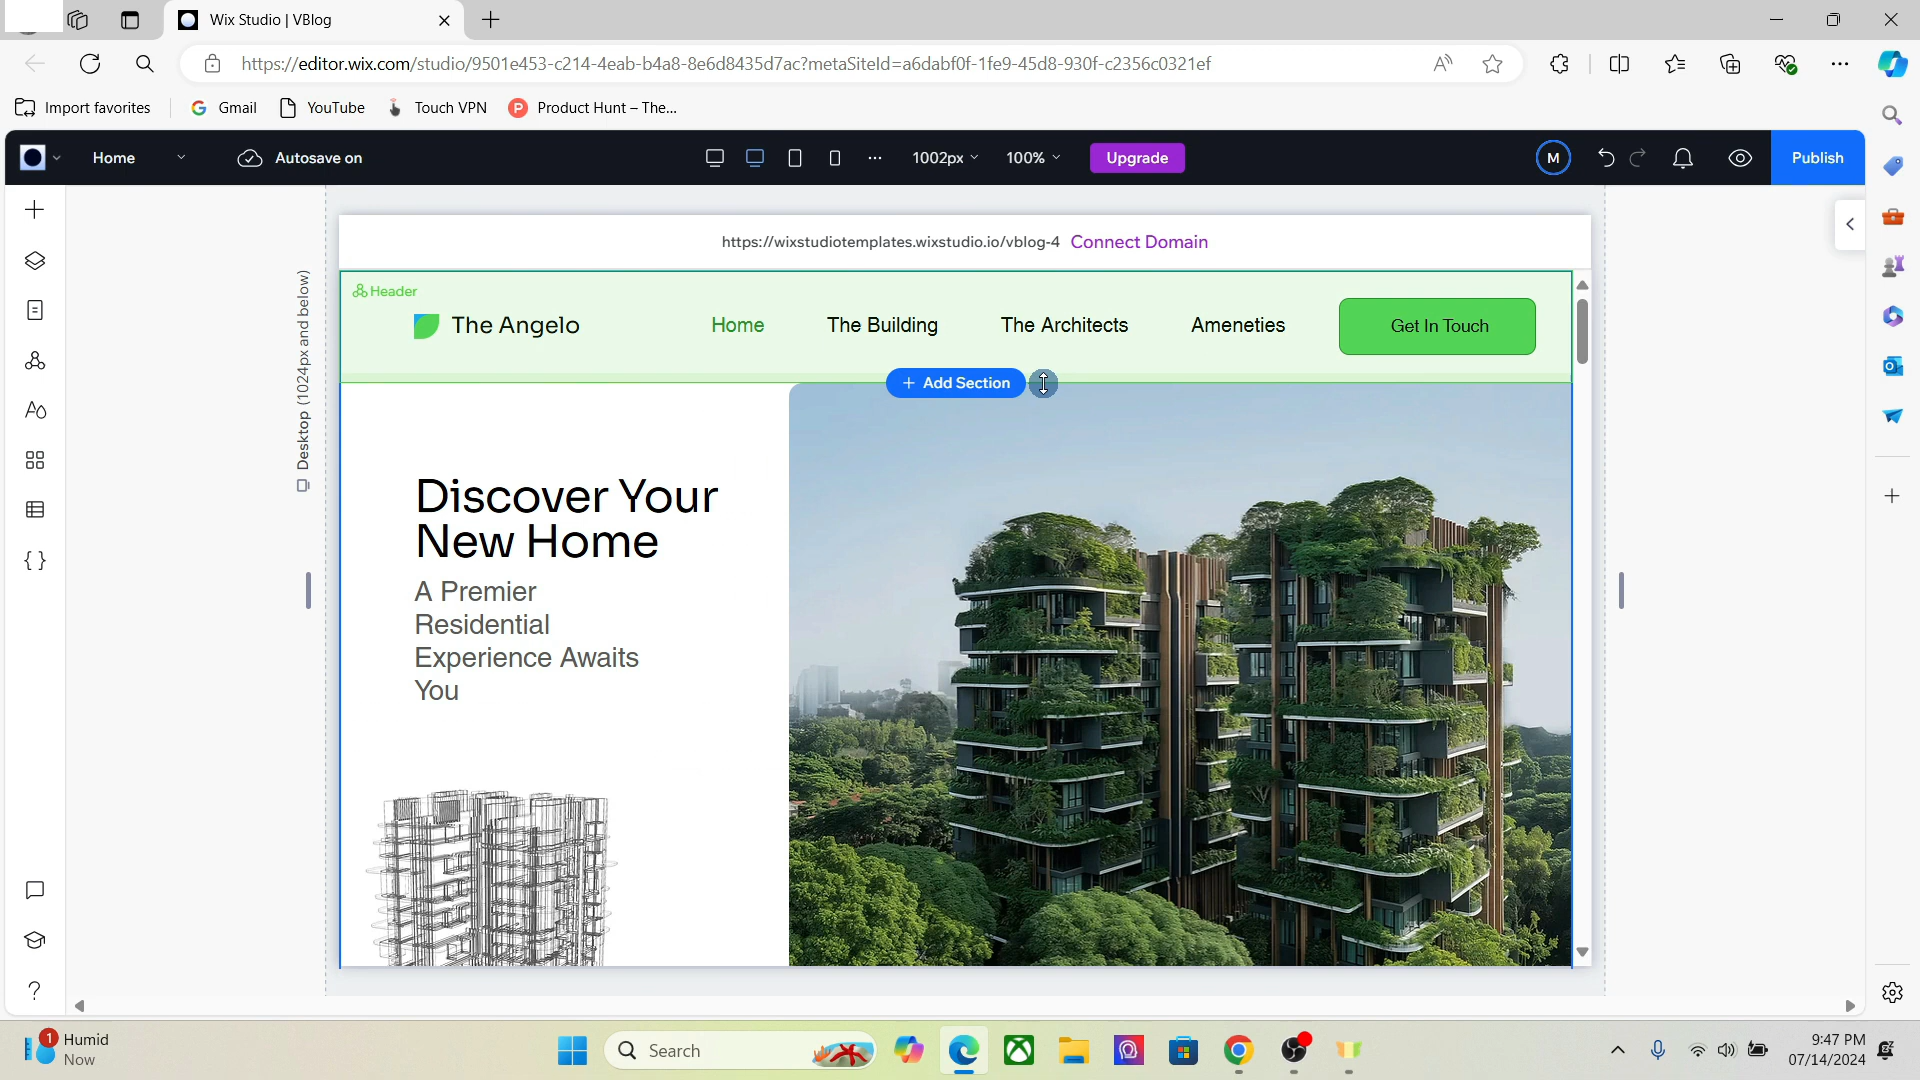 Wix Studio | VBlog
https://editor.wix.com/studio/9501e453-c214-4eab-b4a8-8e6d8435d7ac?metaSiteId=a6dabf0f-1fe9-45d8-930f-c2356c0321ef
Import favorites
Gmail
YouTube
Touch VPN
Product Hunt – The...
Home
Autosave on
1002px
100%
Upgrade
M
Publish
https://wixstudiotemplates.wixstudio.io/vblog-4 Connect Domain
Desktop (1024px and below)
Header
The Angelo
Home
The Building
The Architects
Ameneties
Get In Touch
+ Add Section
Discover Your
New Home
A Premier
Residential
Experience Awaits
You
1
Humid
Now
Search
9:47 PM
07/14/2024